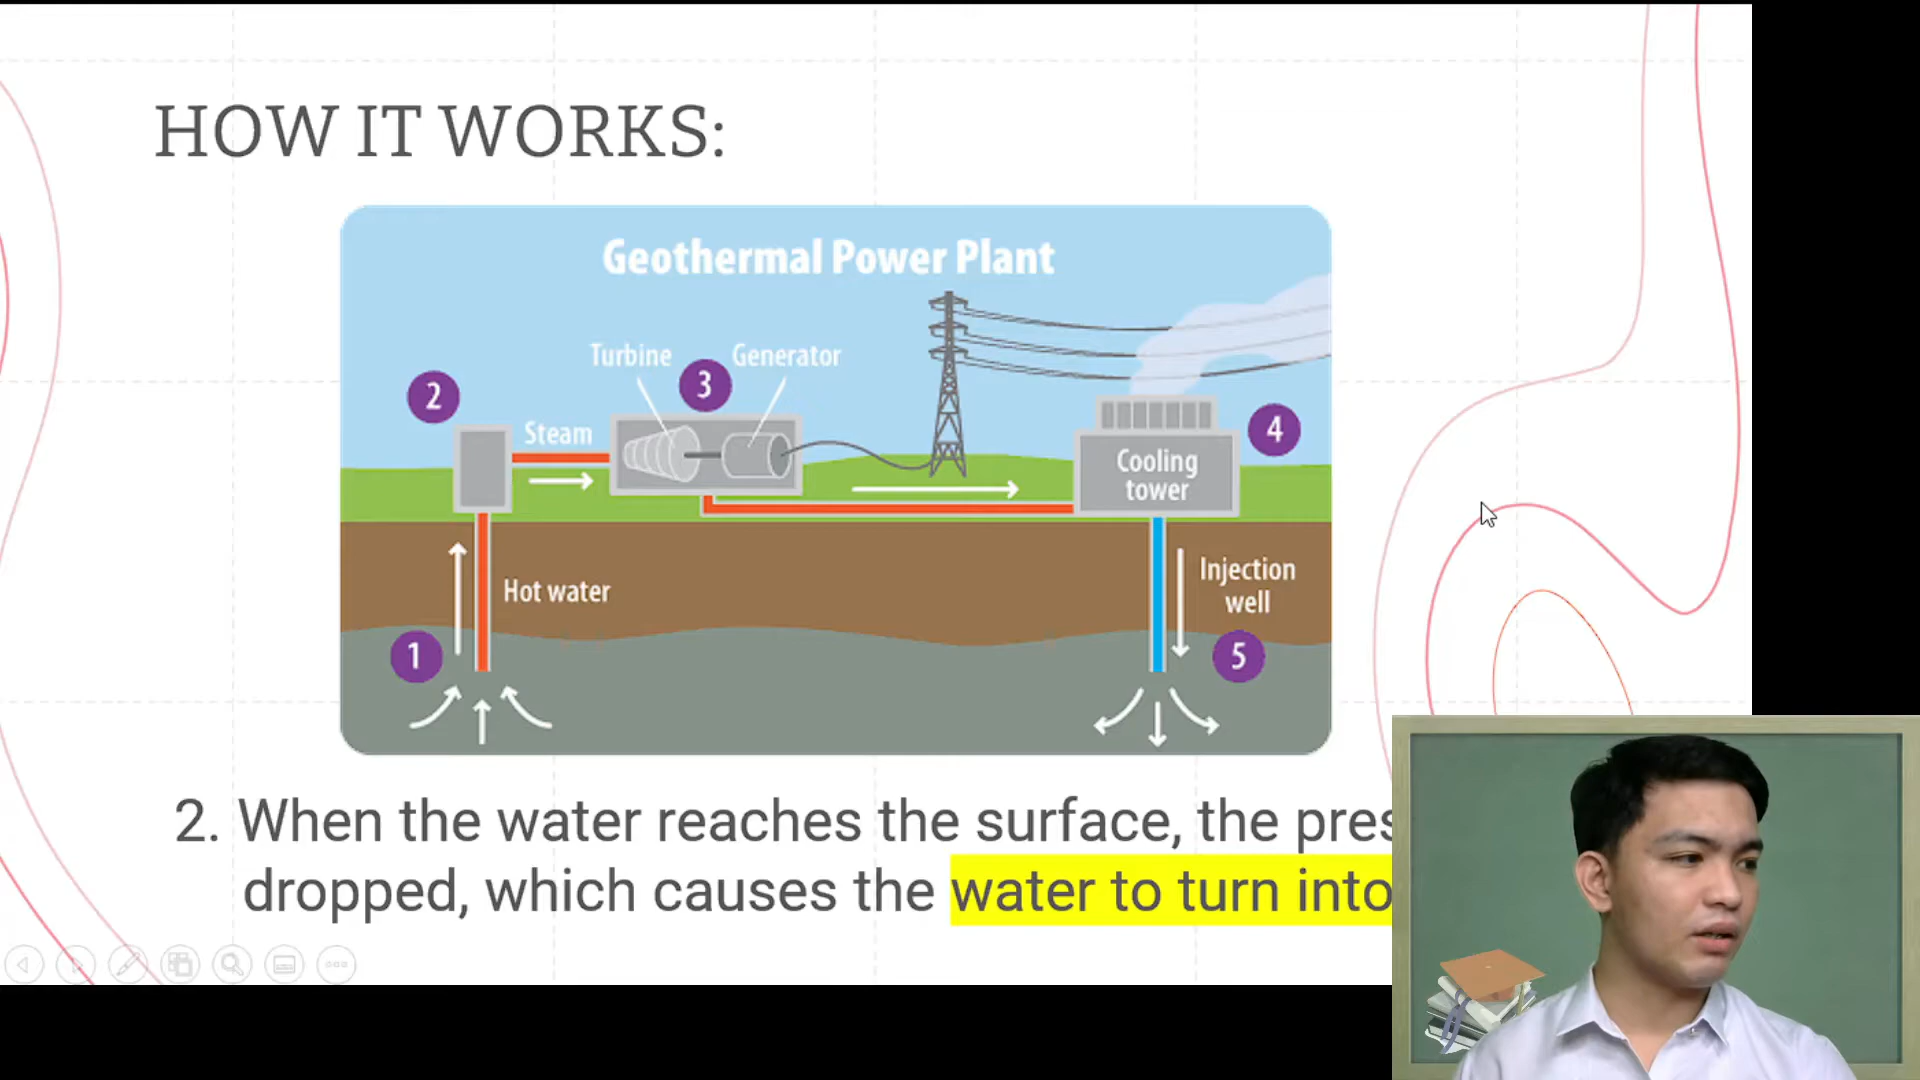 HOW IT WORKS:
Geothermal Power Plant
Turbine
Generator
3
2
Steam
4
Cooling
tower
Hot water
Injection
well
1
5
2. When the water reaches the surface, the
dropped, which causes the water to turn into